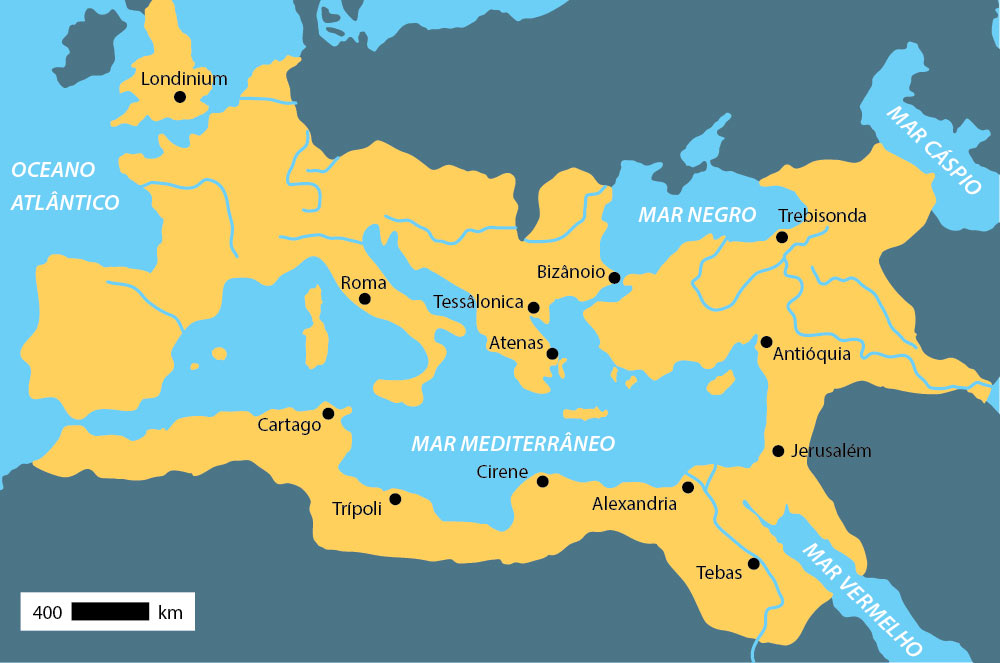 Londinium
OCEANO
ATLÂNTICO
MAR CÁSPIO
MAR NEGRO
Trebisonda
Bizânoio
Roma
Tessâlonica
Atenas
Antióquia
Cartago
MAR MEDITERRÂNEO
Jerusalém
Cirene
Trípoli
Alexandria
Tebas
MAR VERMELHO
400 km